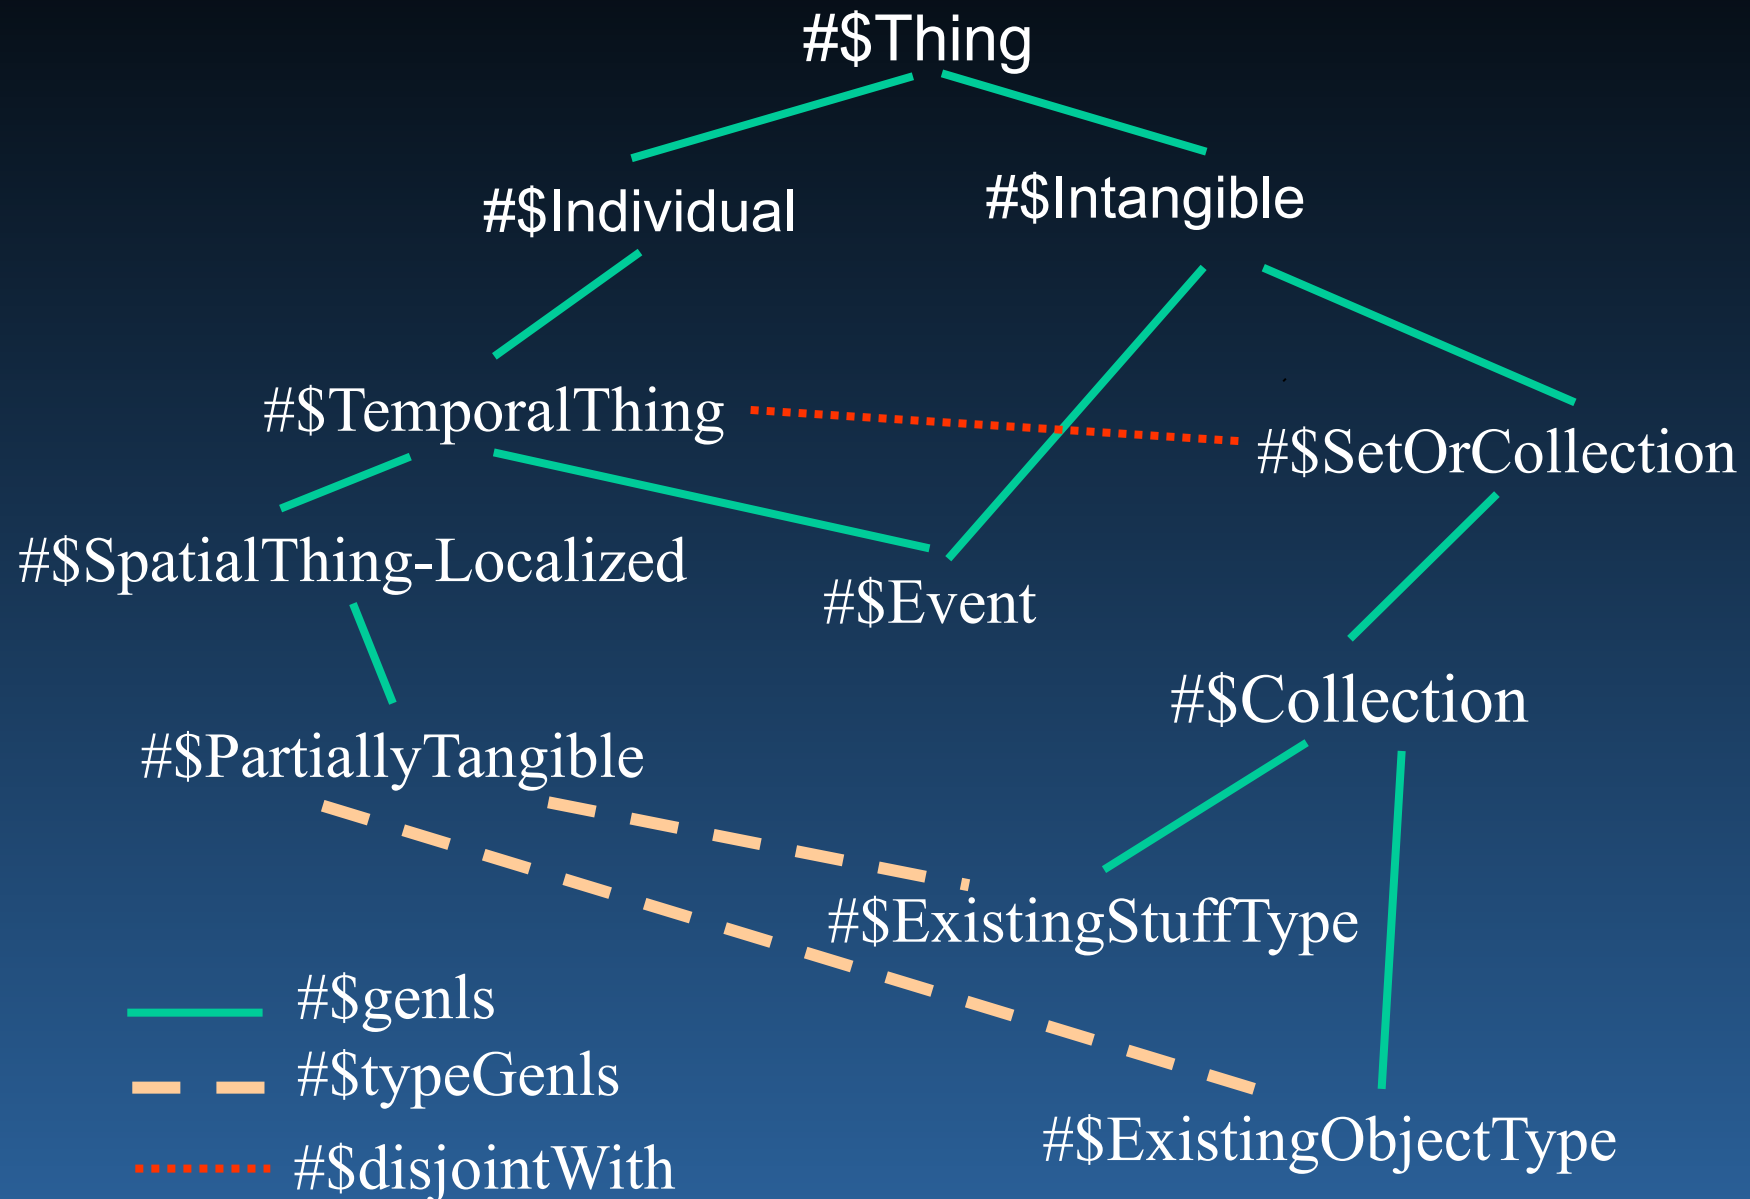 #$Thing
#$Individual
#$Intangible
#$TemporalThing
#$SetOrCollection
#$SpatialThing-Localized
#$Event
#$Collection
#$PartiallyTangible
#$ExistingStuffType
#$genls
#$typeGenls
#$ExistingObjectType
#$disjointWith